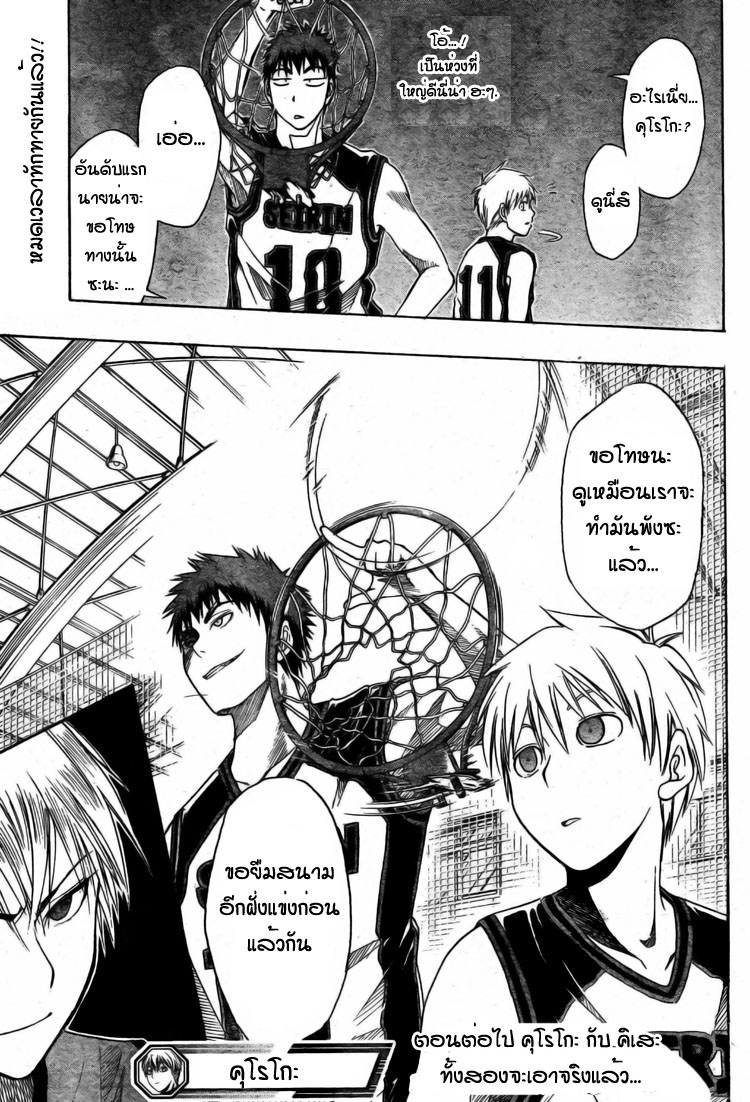 หมดเวลาทักทายกันแล้ว!!
อะไรเนี่ย...
คุโรโกะ?
ดูนี่สิ
โอ้...!
เป็นห่วงที่
ใหญ่ดีนี่น่า ฮะๆ.
SEIRIN
10
11
เอ่อ...
อันดับแรก
นายน่าจะ
ขอโทษ
ทางนั้น
ซะนะ ...
ขอโทษนะ
ดูเหมือนเราจะ
ทำมันพังซะ
แล้ว...
ขอยืมสนาม
อีกฝั่งแข่งก่อน
แล้วกัน
คุโรโกะ
ตอนต่อไป คุโรโกะ กับ คิเสะ
ทั้งสองจะเอาจริงแล้ว...